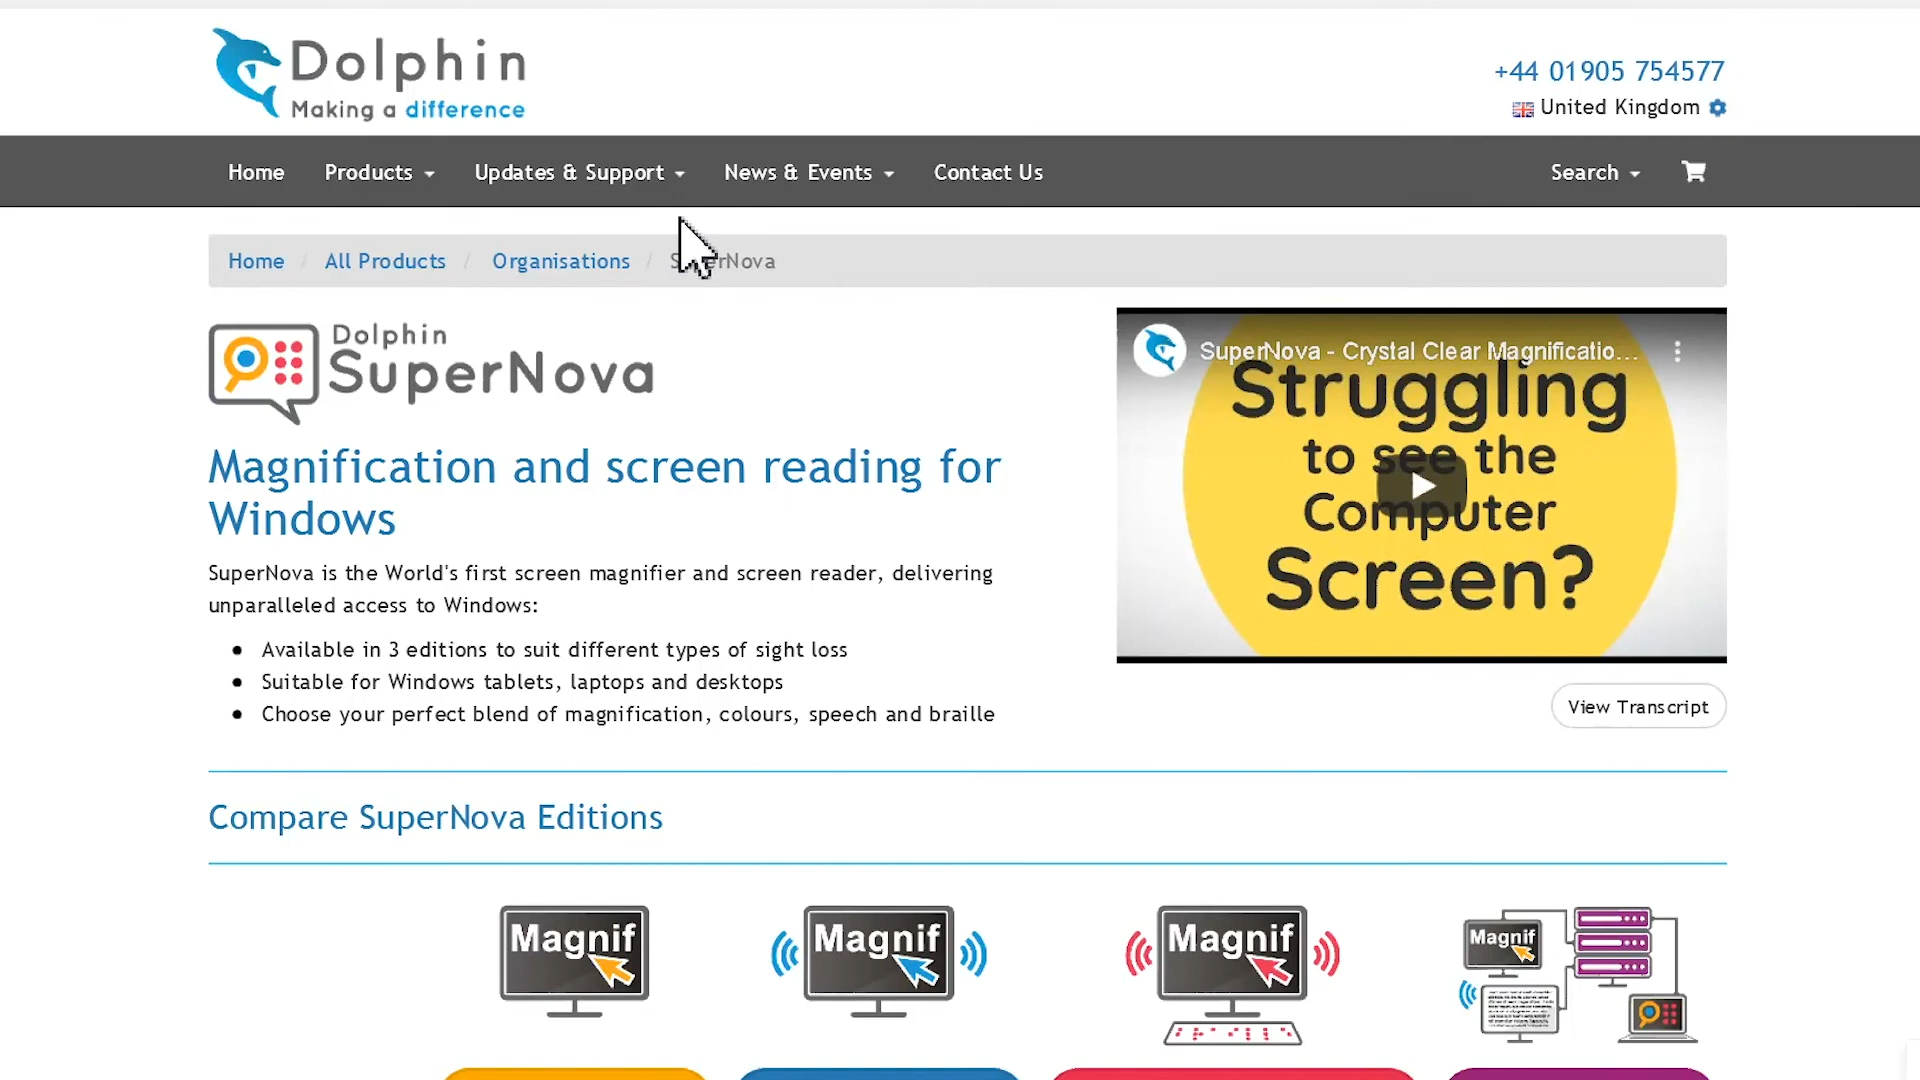 Dolphin
Making a difference
+44 01905 754577
United Kingdom
Home Products Updates & Support News & Events Contact Us Search
Home / All Products / Organisations /
Dolphin
SuperNova
Magnification and screen reading for
Windows
SuperNova is the World's first screen magnifier and screen reader, delivering
unparalleled access to Windows:
Available in 3 editions to suit different types of sight loss
Suitable for Windows tablets, laptops and desktops
Choose your perfect blend of magnification, colours, speech and braille
SuperNova - Crystal Clear Magnificatio...
Struggling
to see the
Computer
Screen?
View Transcript
Compare SuperNova Editions
Magnif
Magnif
Magnif
Magnif